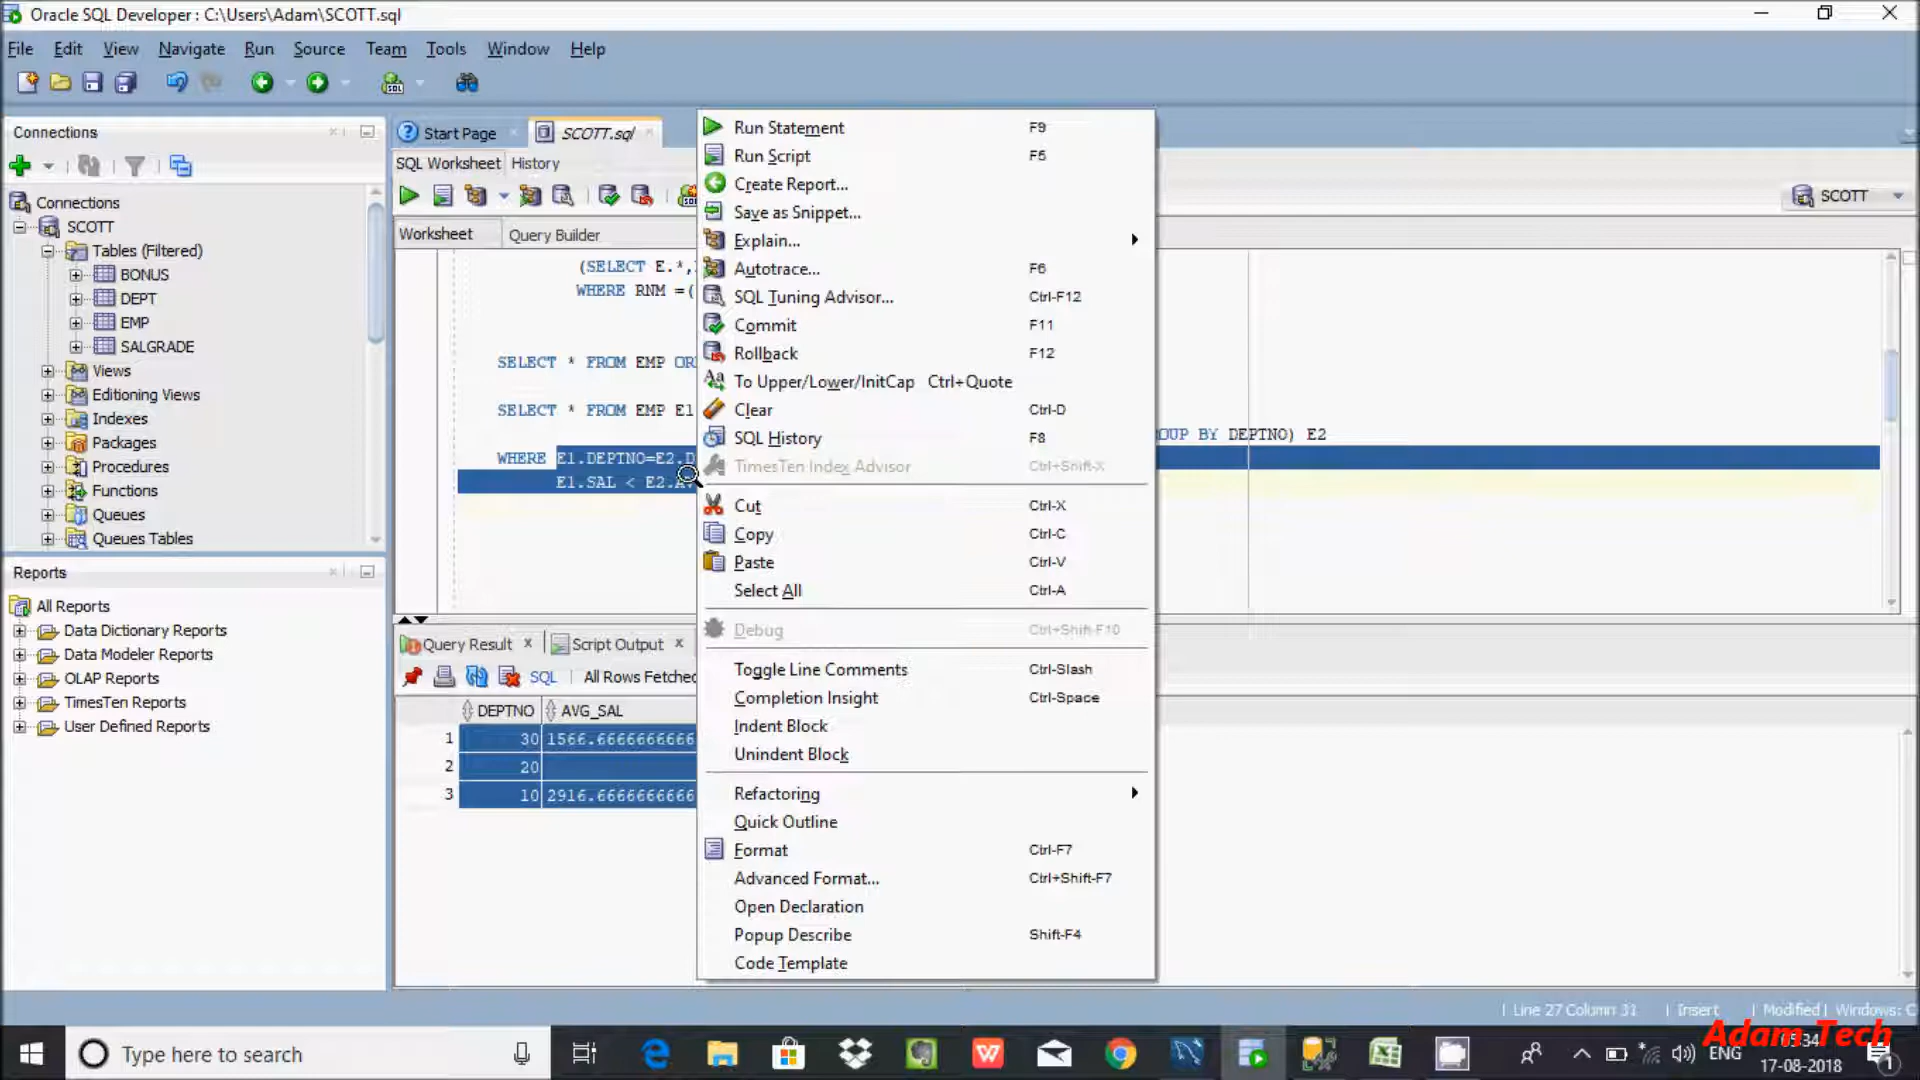 Oracle SQL Developer : C:\Users\Adam\SCOTT.sql
File Edit View Navigate Run Source Team Tools Window Help
Connections
Connections
SCOTT
Tables (Filtered)
BONUS
DEPT
EMP
SALGRADE
Views
Editioning Views
Indexes
Packages
Procedures
Functions
Queues
Queues Tables
Reports
All Reports
Data Dictionary Reports
Data Modeler Reports
OLAP Reports
TimesTen Reports
User Defined Reports
Start Page SCOTT.sql
SQL Worksheet History
SCOTT
Worksheet Query Builder
(SELECT E.*,
WHERE RNM =(
SELECT * FROM EMP
SELECT * FROM EMP E1
BY DEPTNO) E2
WHERE E1.DEPTNO=E2.
E1.SAL < E2.
Run Statement F9
Run Script F5
Create Report...
Save as Snippet...
Explain...
Autotrace... F6
SQL Tuning Advisor... Ctrl-F12
Commit F11
Rollback F12
To Upper/Lower/InitCap Ctrl+Quote
Clear Ctrl-D
SQL History F8
TimesTen Index Advisor Ctrl+Shift-X
Cut Ctrl-X
Copy Ctrl-C
Paste Ctrl-V
Select All Ctrl-A
Debug Ctrl+Shift-F10
Toggle Line Comments Ctrl-Slash
Completion Insight Ctrl-Space
Indent Block
Unindent Block
Refactoring
Quick Outline
Format Ctrl-F7
Advanced Format... Ctrl+Shift-F7
Open Declaration
Popup Describe Shift-F4
Code Template
Query Result Script Output
SQL All Rows Fetched
DEPTNO AVG_SAL
1 30 1566.6666666666
2 20
3 10 2916.6666666666
Line 27 Column 31 Insert Modified Windows: C
Type here to search
ENG
17-08-2018
1
Adam Tech